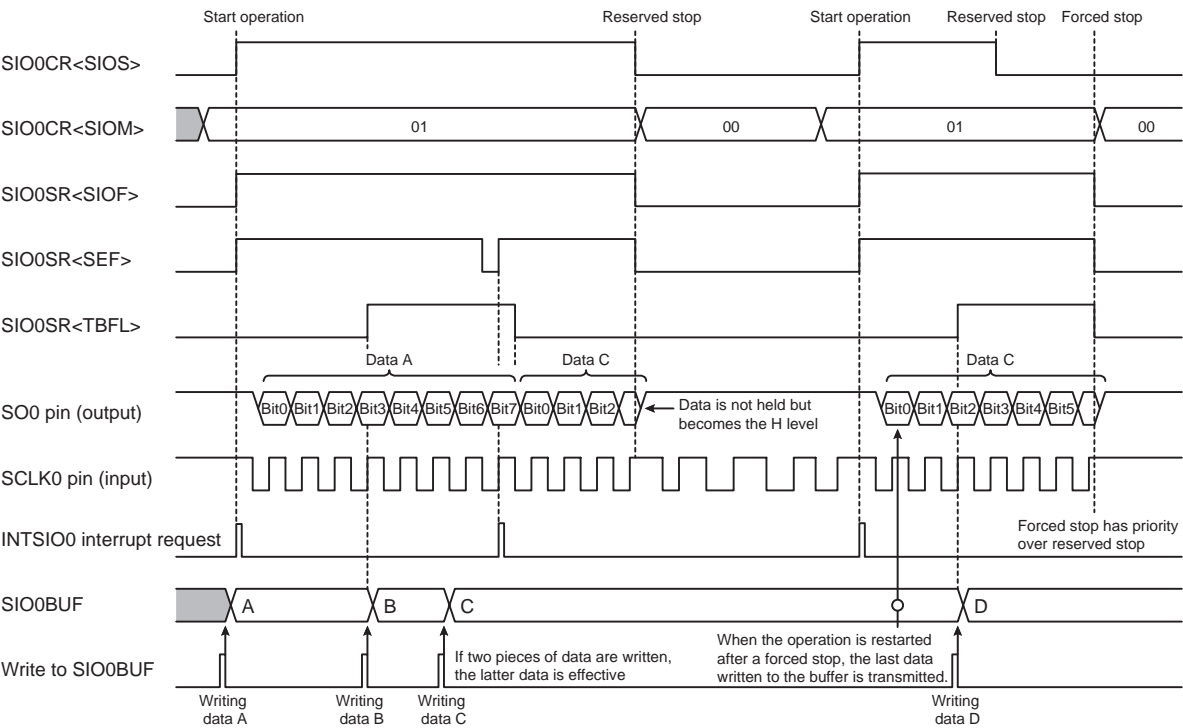 Start operation Reserved stop Start operation Reserved stop Forced stop
SIO0CR<SIOS>
SIO0CR<SIOM> 01 00 01 00
SIO0SR<SIOF>
SIO0SR<SEF>
SIO0SR<TBFL>
Data A Data C Data C
SO0 pin (output) Bit0 Bit1 Bit2 Bit3 Bit4 Bit5 Bit6 Bit7 Bit0 Bit1 Bit2 Bit0 Bit1 Bit2 Bit3 Bit4 Bit5
Data is not held but
becomes the H level
SCLK0 pin (input)
INTSIO0 interrupt request
Forced stop has priority
over reserved stop
SIO0BUF A B C D
When the operation is restarted
after a forced stop, the last data
written to the buffer is transmitted.
Write to SIO0BUF
If two pieces of data are written,
the latter data is effective
Writing Writing Writing Writing
data A data B data C data D